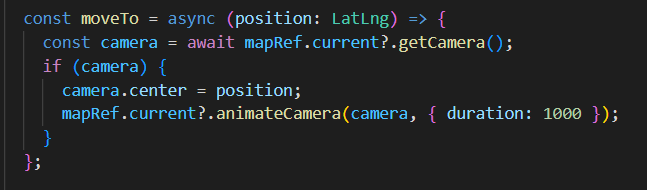 const moveTo = async (position: LatLng) => {
  const camera = await mapRef.current?.getCamera();
  if (camera) {
    camera.center = position;
    mapRef.current?.animateCamera(camera, { duration: 1000 });
  }
};